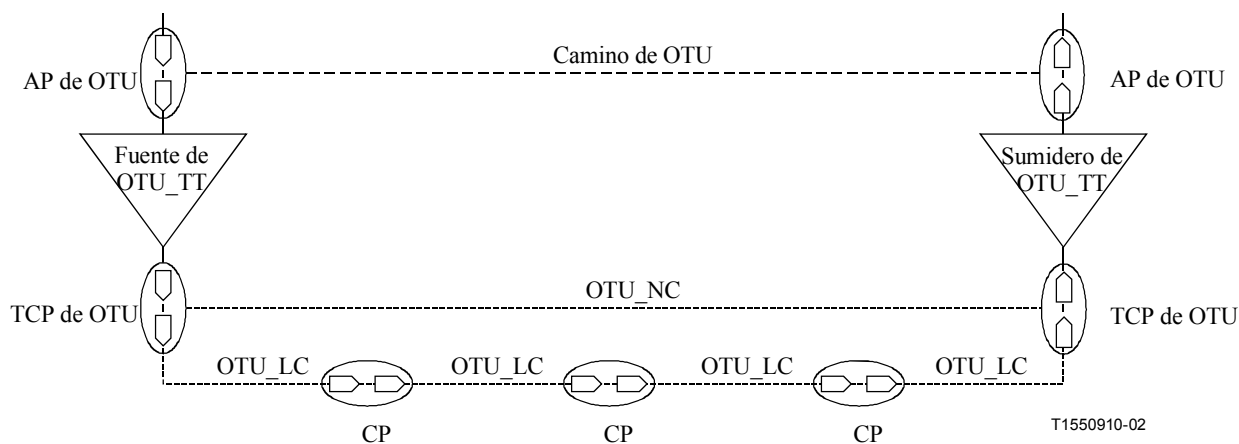 Camino de OTU
AP de OTU
AP de OTU
Fuente de
OTU_TT
Sumidero de
OTU_TT
OTU_NC
TCP de OTU
TCP de OTU
OTU_LC
OTU_LC
OTU_LC
OTU_LC
CP
CP
CP
T1550910-02